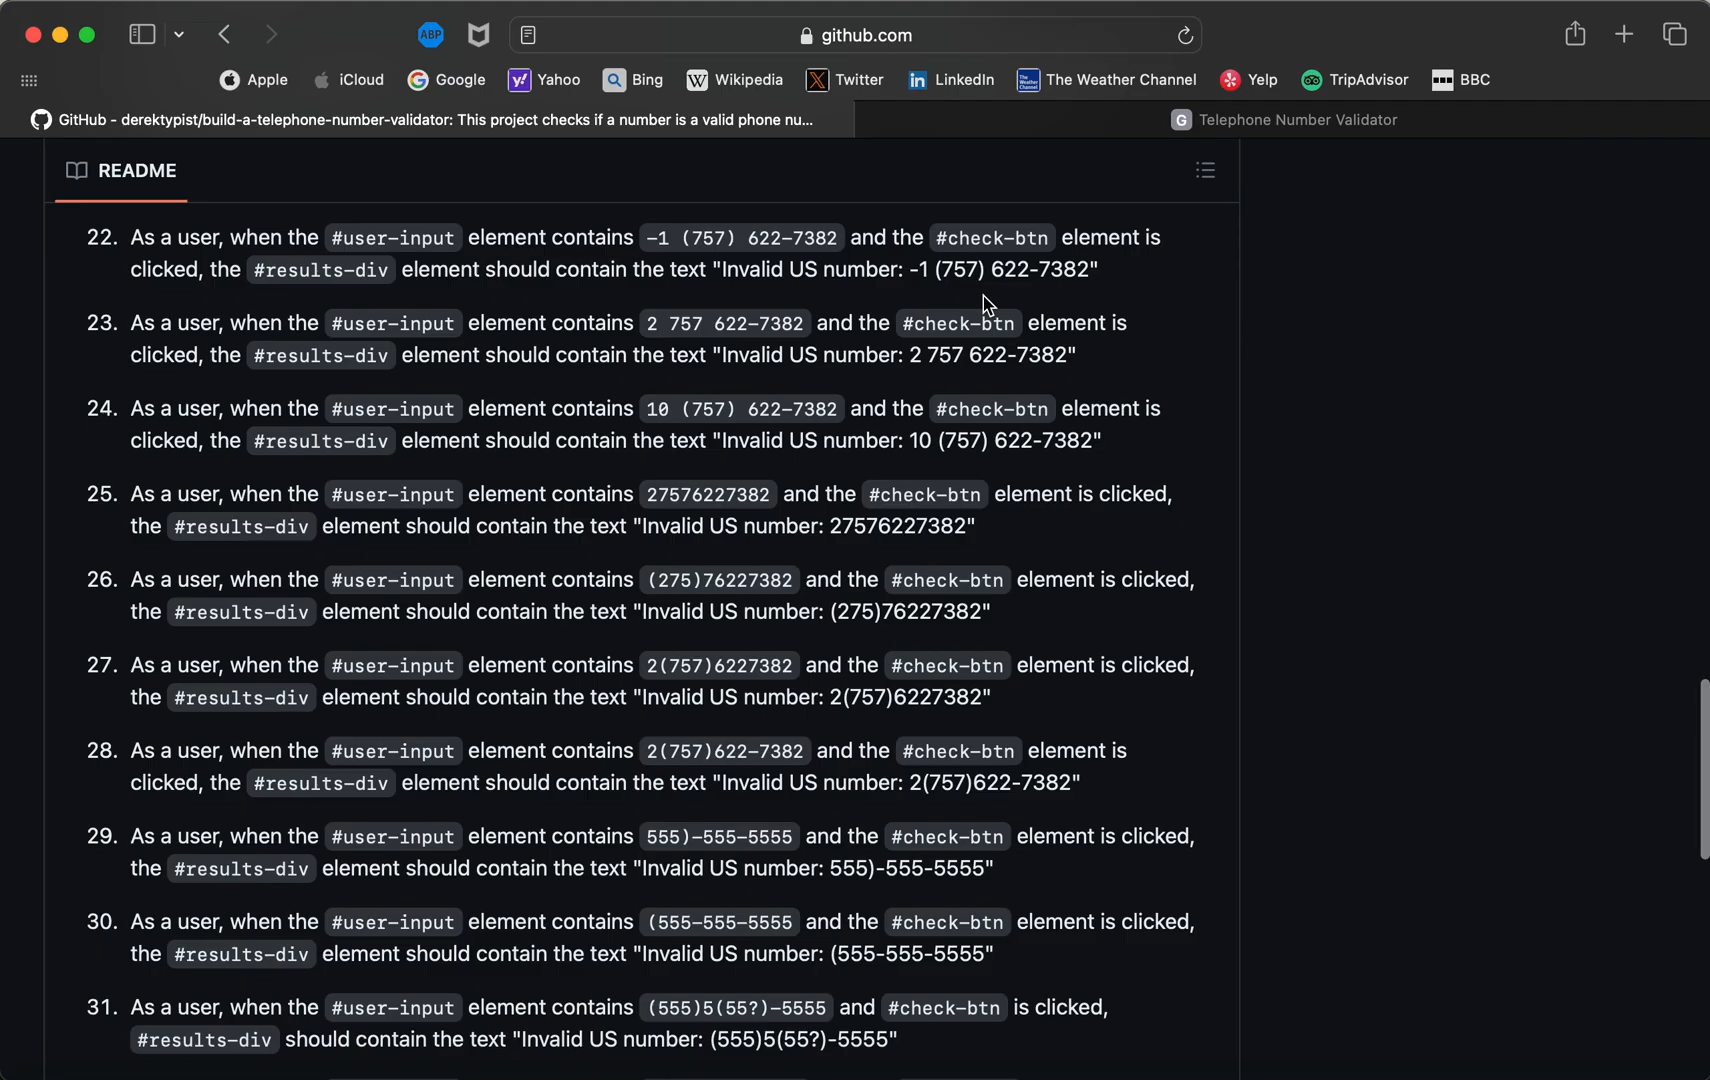 ABP
github.com
Apple iCloud Google Yahoo Bing Wikipedia Twitter LinkedIn The Weather Channel Yelp TripAdvisor BBC
GitHub - derektypist/build-a-telephone-number-validator: This project checks if a number is a valid phone nu...
G Telephone Number Validator
README
22. As a user, when the #user-input element contains -1 (757) 622-7382 and the #check-btn element is
clicked, the #results-div element should contain the text "Invalid US number: -1 (757) 622-7382"
23. As a user, when the #user-input element contains 2 757 622-7382 and the #check-btn element is
clicked, the #results-div element should contain the text "Invalid US number: 2 757 622-7382"
24. As a user, when the #user-input element contains 10 (757) 622-7382 and the #check-btn element is
clicked, the #results-div element should contain the text "Invalid US number: 10 (757) 622-7382"
25. As a user, when the #user-input element contains 27576227382 and the #check-btn element is clicked,
the #results-div element should contain the text "Invalid US number: 27576227382"
26. As a user, when the #user-input element contains (275)76227382 and the #check-btn element is clicked,
the #results-div element should contain the text "Invalid US number: (275)76227382"
27. As a user, when the #user-input element contains 2(757)6227382 and the #check-btn element is clicked,
the #results-div element should contain the text "Invalid US number: 2(757)6227382"
28. As a user, when the #user-input element contains 2(757)622-7382 and the #check-btn element is
clicked, the #results-div element should contain the text "Invalid US number: 2(757)622-7382"
29. As a user, when the #user-input element contains 555)-555-5555 and the #check-btn element is clicked,
the #results-div element should contain the text "Invalid US number: 555)-555-5555"
30. As a user, when the #user-input element contains (555-555-5555 and the #check-btn element is clicked,
the #results-div element should contain the text "Invalid US number: (555-555-5555"
31. As a user, when the #user-input element contains (555)5(55?)-5555 and #check-btn is clicked,
#results-div should contain the text "Invalid US number: (555)5(55?)-5555"